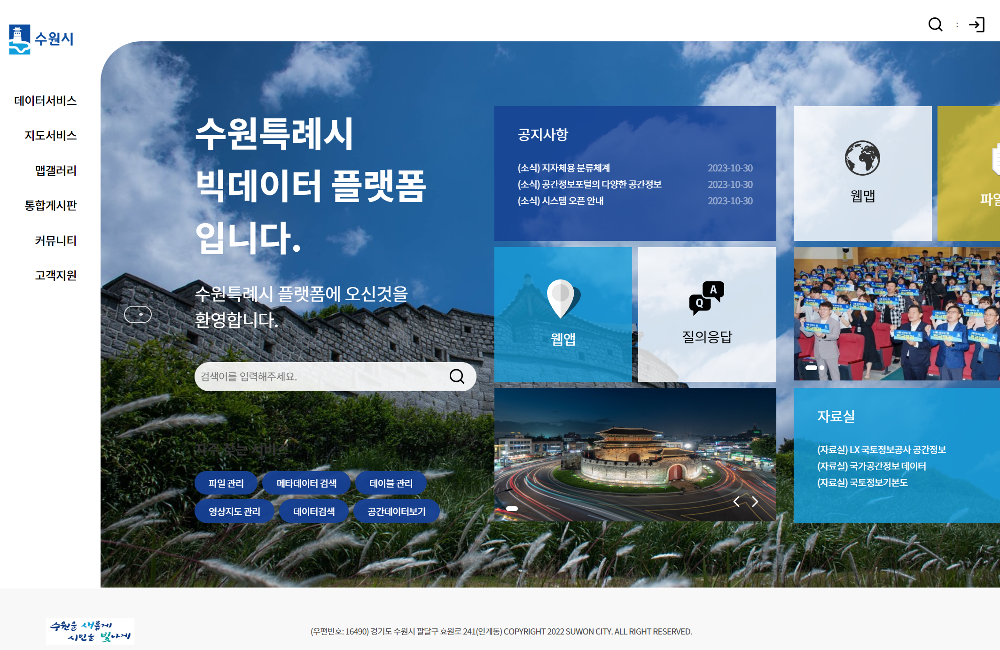 수원시
데이터서비스
지도서비스
맵갤러리
통합게시판
커뮤니티
고객지원
수원특례시
빅데이터 플랫폼
입니다.
수원특례시 플랫폼에 오신것을
환영합니다.
검색어를 입력해주세요.
자주 찾는 서비스
파일 관리
메타데이터 검색
테이블 관리
영상지도 관리
데이터검색
공간데이터보기
공지사항
(소식) 지자체용 분류체계 2023-10-30
(소식) 공간정보포털의 다양한 공간정보 2023-10-30
(소식) 시스템 오픈 안내 2023-10-30
웹앱
Q A
질의응답
웹맵
파일
자료실
(자료실) LX 국토정보공사 공간정보
(자료실) 국가공간정보 데이터
(자료실) 국토정보기본도
수원을 새롭게
시민을 빛나게
(우편번호: 16490) 경기도 수원시 팔달구 효원로 241(인계동) COPYRIGHT 2022 SUWON CITY. ALL RIGHT RESERVED.